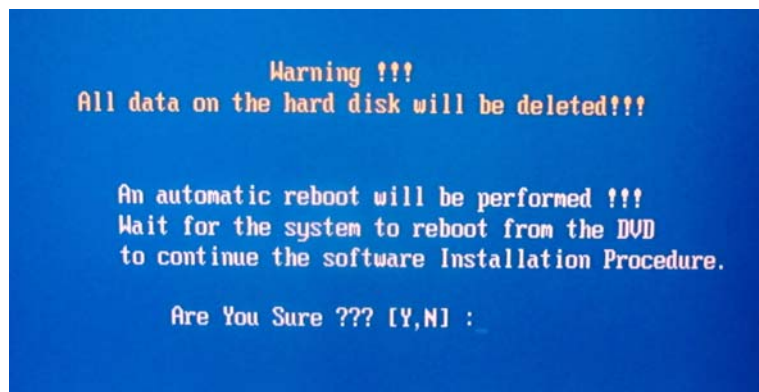 Warning !!!
All data on the hard disk will be deleted!!!
An automatic reboot will be performed !!!
Wait for the system to reboot from the DVD
to continue the software Installation Procedure.
Are You Sure ??? [Y,N] :_